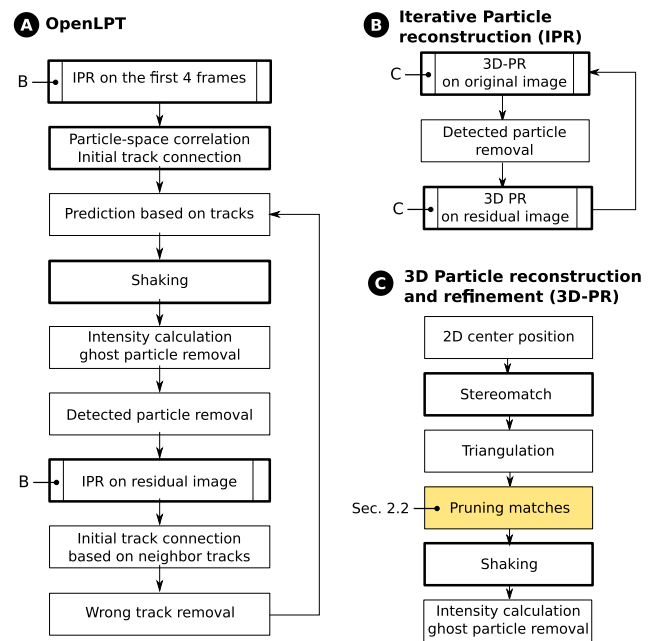 A OpenLPT
B
IPR on the first 4 frames
Particle-space correlation
Initial track connection
Prediction based on tracks
Shaking
Intensity calculation
ghost particle removal
Detected particle removal
B
IPR on residual image
Initial track connection
based on neighbor tracks
Wrong track removal
B Iterative Particle
reconstruction (IPR)
C
3D-PR
on original image
Detected particle
removal
C
3D PR
on residual image
C 3D Particle reconstruction
and refinement (3D-PR)
2D center position
Stereomatch
Triangulation
Sec. 2.2
Pruning matches
Shaking
Intensity calculation
ghost particle removal